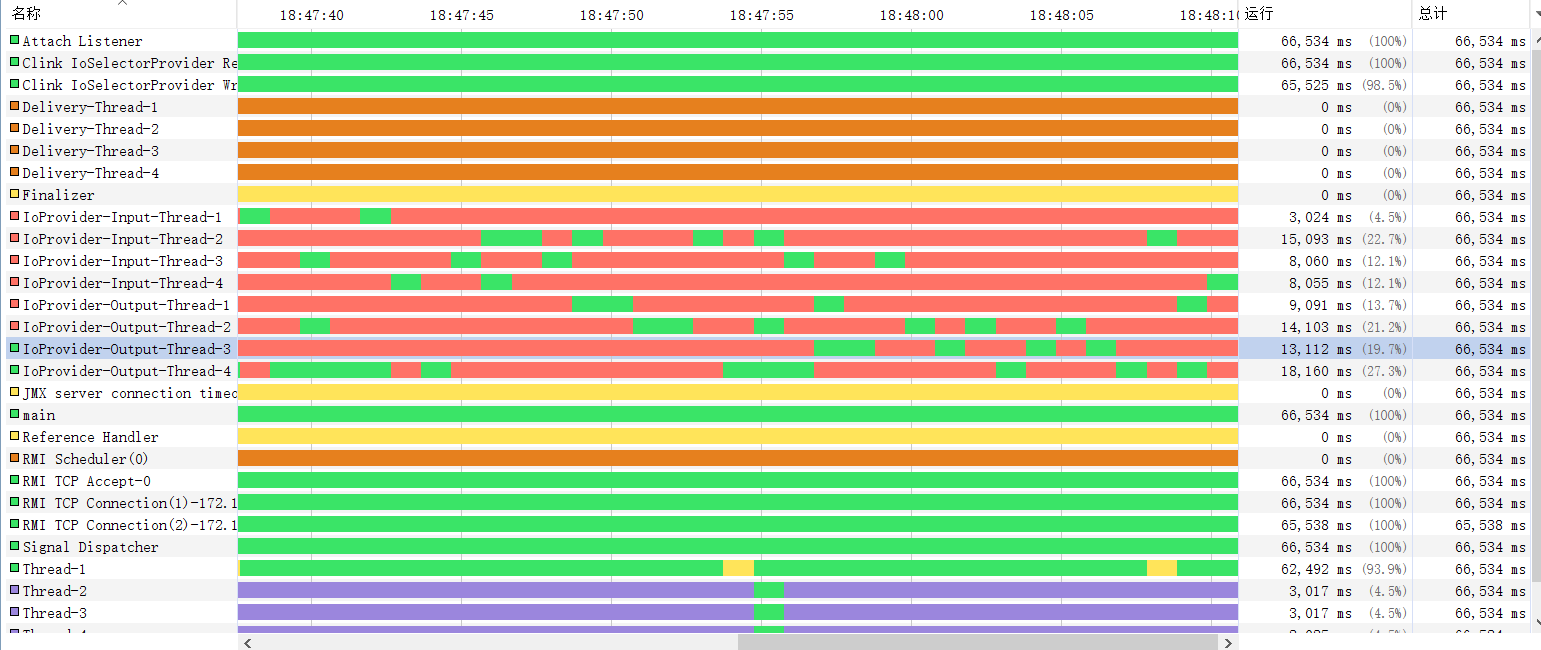 名称 18:47:40 18:47:45 18:47:50 18:47:55 18:48:00 18:48:05 18:48:10 运行 总计
Attach Listener 66,534 ms (100%) 66,534 ms
Clink IoSelectorProvider Re 66,534 ms (100%) 66,534 ms
Clink IoSelectorProvider Wr 65,525 ms (98.5%) 66,534 ms
Delivery-Thread-1 0 ms (0%) 66,534 ms
Delivery-Thread-2 0 ms (0%) 66,534 ms
Delivery-Thread-3 0 ms (0%) 66,534 ms
Delivery-Thread-4 0 ms (0%) 66,534 ms
Finalizer 0 ms (0%) 66,534 ms
IoProvider-Input-Thread-1 3,024 ms (4.5%) 66,534 ms
IoProvider-Input-Thread-2 15,093 ms (22.7%) 66,534 ms
IoProvider-Input-Thread-3 8,060 ms (12.1%) 66,534 ms
IoProvider-Input-Thread-4 8,055 ms (12.1%) 66,534 ms
IoProvider-Output-Thread-1 9,091 ms (13.7%) 66,534 ms
IoProvider-Output-Thread-2 14,103 ms (21.2%) 66,534 ms
IoProvider-Output-Thread-3 13,112 ms (19.7%) 66,534 ms
IoProvider-Output-Thread-4 18,160 ms (27.3%) 66,534 ms
JMX server connection timeo 0 ms (0%) 66,534 ms
main 66,534 ms (100%) 66,534 ms
Reference Handler 0 ms (0%) 66,534 ms
RMI Scheduler(0) 0 ms (0%) 66,534 ms
RMI TCP Accept-0 66,534 ms (100%) 66,534 ms
RMI TCP Connection(1)-172.1 66,534 ms (100%) 66,534 ms
RMI TCP Connection(2)-172.1 65,538 ms (100%) 65,538 ms
Signal Dispatcher 66,534 ms (100%) 66,534 ms
Thread-1 62,492 ms (93.9%) 66,534 ms
Thread-2 3,017 ms (4.5%) 66,534 ms
Thread-3 3,017 ms (4.5%) 66,534 ms